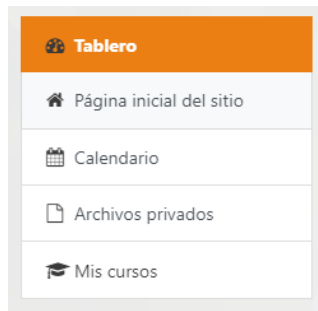 Tablero
Página inicial del sitio
Calendario
Archivos privados
Mis cursos